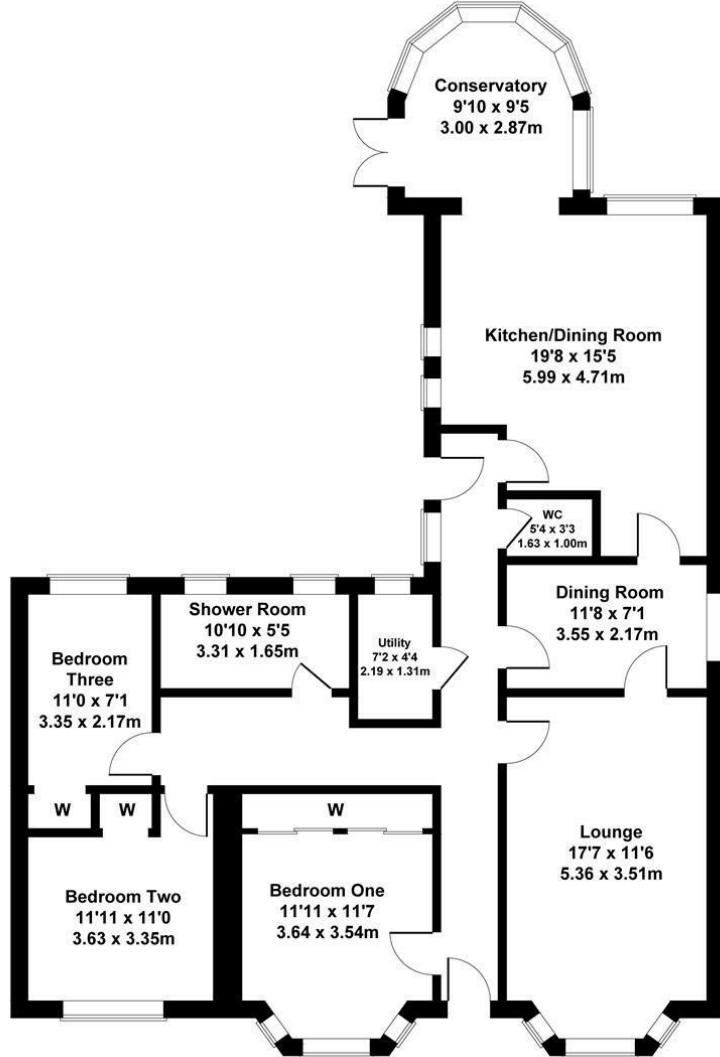 Conservatory
9'10 x 9'5
3.00 x 2.87m
Kitchen/Dining Room
19'8 x 15'5
5.99 x 4.71m
WC
5'4 x 3'3
1.63 x 1.00m
Dining Room
11'8 x 7'1
3.55 x 2.17m
Shower Room
10'10 x 5'5
3.31 x 1.65m
Utility
7'2 x 4'4
2.19 x 1.31m
Bedroom
Three
11'0 x 7'1
3.35 x 2.17m
W
W
W
Lounge
17'7 x 11'6
5.36 x 3.51m
Bedroom Two
11'11 x 11'0
3.63 x 3.35m
Bedroom One
11'11 x 11'7
3.64 x 3.54m